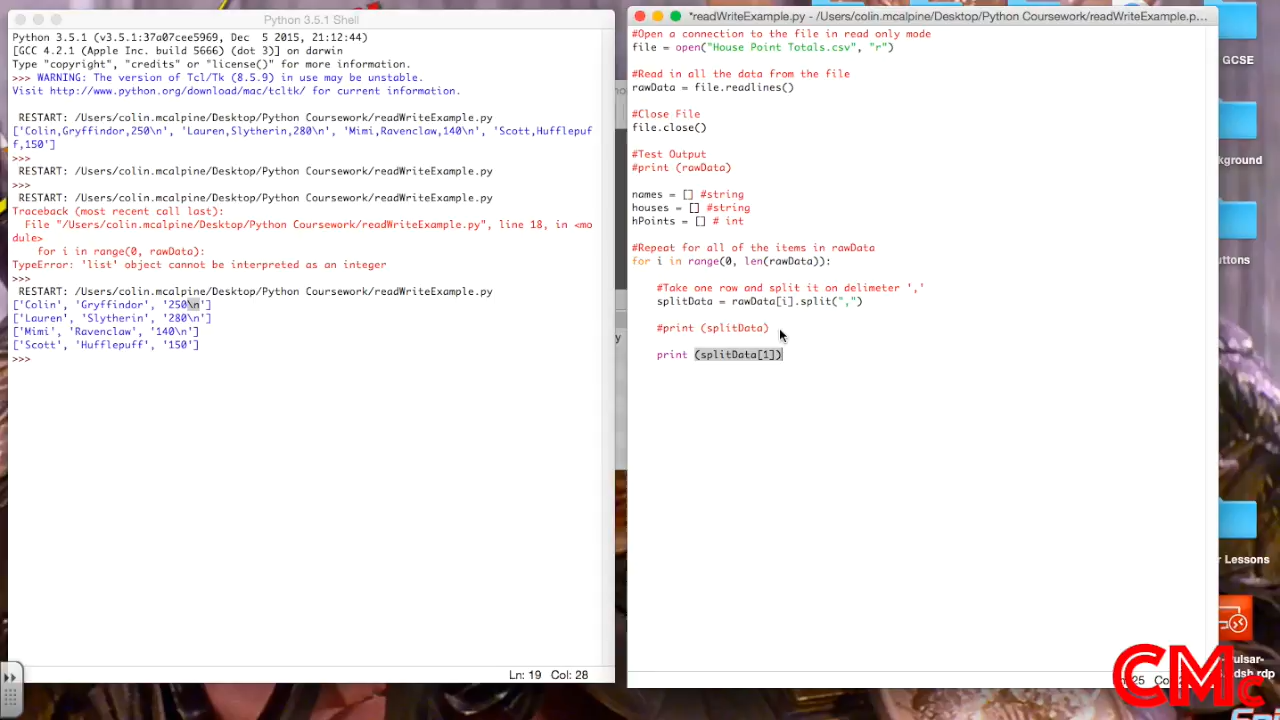 Python 3.5.1 Shell
Python 3.5.1 (v3.5.1:37a07cee5969, Dec  5 2015, 21:12:44)
[GCC 4.2.1 (Apple Inc. build 5666) (dot 3)] on darwin
Type "copyright", "credits" or "license()" for more information.
>>> WARNING: The version of Tcl/Tk (8.5.9) in use may be unstable.
Visit http://www.python.org/download/mac/tcltk/ for current information.
RESTART: /Users/colin.mcalpine/Desktop/Python Coursework/readWriteExample.py
['Colin,Gryffindor,250\n', 'Lauren,Slytherin,280\n', 'Mimi,Ravenclaw,140\n', 'Scott,Hufflepuf
f,150']
>>>
RESTART: /Users/colin.mcalpine/Desktop/Python Coursework/readWriteExample.py
>>>
RESTART: /Users/colin.mcalpine/Desktop/Python Coursework/readWriteExample.py
Traceback (most recent call last):
  File "/Users/colin.mcalpine/Desktop/Python Coursework/readWriteExample.py", line 18, in <mo
dule>
    for i in range(0, rawData):
TypeError: 'list' object cannot be interpreted as an integer
>>>
RESTART: /Users/colin.mcalpine/Desktop/Python Coursework/readWriteExample.py
['Colin', 'Gryffindor', '250\n']
['Lauren', 'Slytherin', '280\n']
['Mimi', 'Ravenclaw', '140\n']
['Scott', 'Hufflepuff', '150']
>>>
Ln: 19 Col: 28
*readWriteExample.py - /Users/colin.mcalpine/Desktop/Python Coursework/readWriteExample.p...
#Open a connection to the file in read only mode
file = open("House Point Totals.csv", "r")
#Read in all the data from the file
rawData = file.readlines()
#Close File
file.close()
#Test Output
#print (rawData)
names = [] #string
houses = [] #string
hPoints = [] # int
#Repeat for all of the items in rawData
for i in range(0, len(rawData)):
    #Take one row and split it on delimeter ','
    splitData = rawData[i].split(",")
    #print (splitData)
    print (splitData[1])
GCSE
kground
uttons
r Lessons
ulsar-
dsh.rdp
CMc